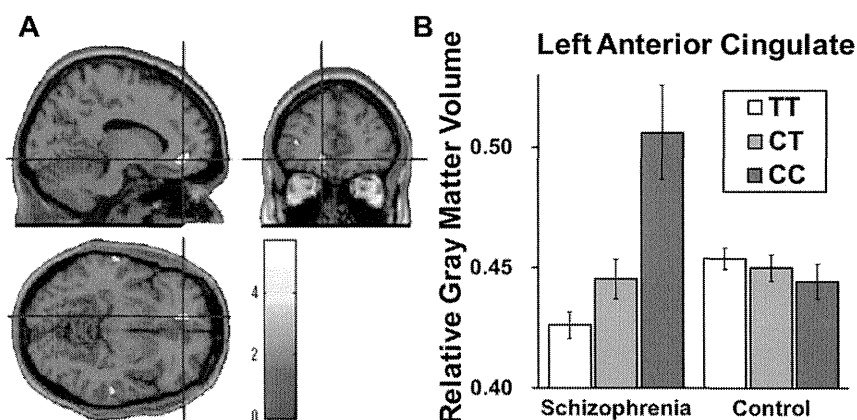 A
B
Left Anterior Cingulate
Relative Gray Matter Volume
0.50
0.45
0.40
TT
CT
CC
Schizophrenia
Control
4
2
0